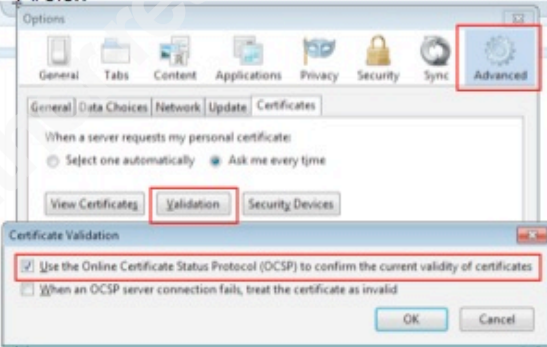 Options
General Tabs Content Applications Privacy Security Sync Advanced
General Data Choices Network Update Certificates
When a server requests my personal certificate:
Select one automatically Ask me every time
View Certificates Validation Security Devices
Certificate Validation
Use the Online Certificate Status Protocol (OCSP) to confirm the current validity of certificates
When an OCSP server connection fails, treat the certificate as invalid
OK Cancel